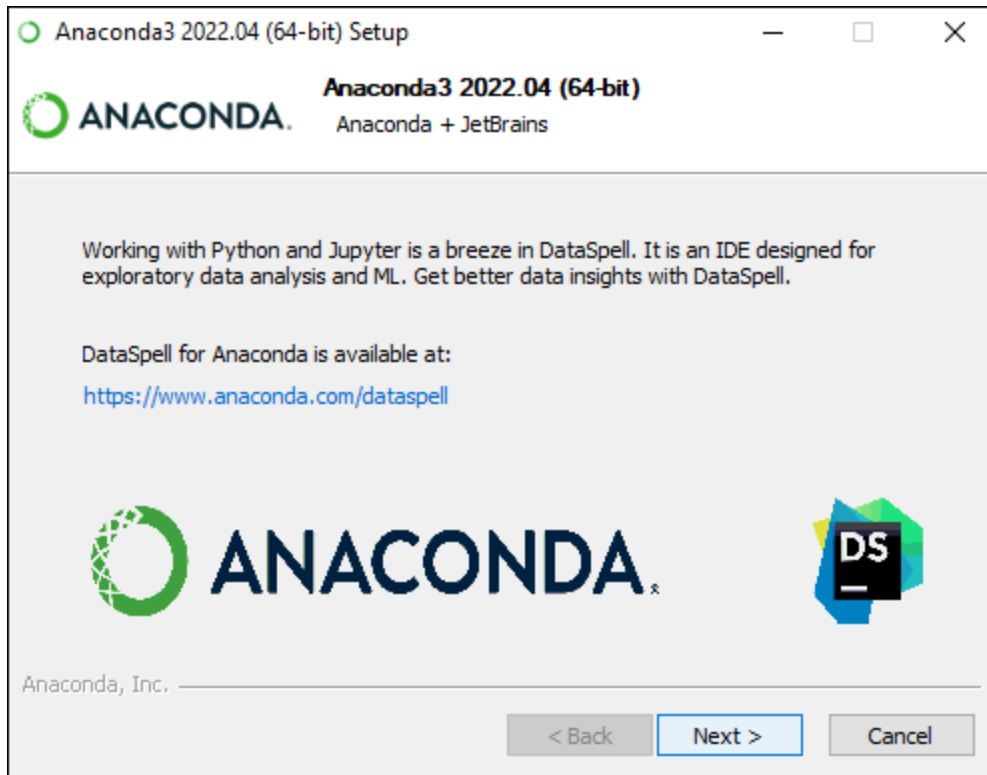 Anaconda3 2022.04 (64-bit) Setup
ANACONDA.
Anaconda3 2022.04 (64-bit)
Anaconda + JetBrains
Working with Python and Jupyter is a breeze in DataSpell. It is an IDE designed for
exploratory data analysis and ML. Get better data insights with DataSpell.
DataSpell for Anaconda is available at:
https://www.anaconda.com/dataspell
ANACONDA.
DS
Anaconda, Inc.
< Back
Next >
Cancel